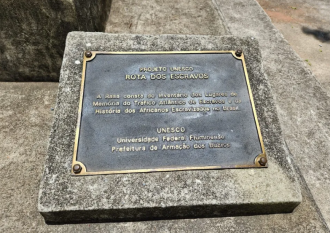 PROJETO UNESCO
ROTA DOS ESCRAVOS
A RASA consta no Inventário dos Lugares de
Memória do Tráfico Atlântico de Escravos e da
História dos Africanos Escravizados no Brasil
UNESCO
Universidade Federal Fluminense
Prefeitura de Armação dos Búzios